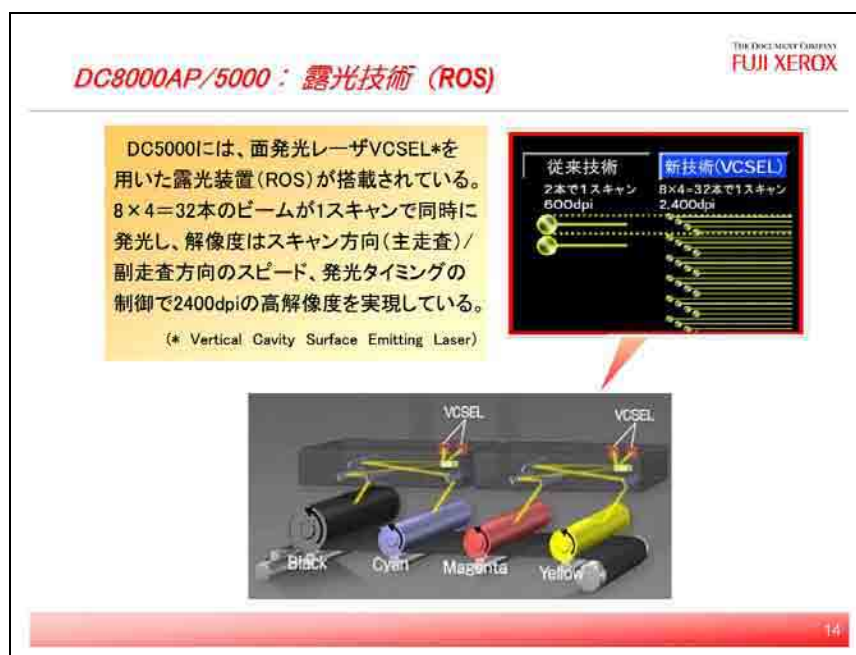 THE DOCUMENT COMPANY
FUJI XEROX
DC8000AP/5000： 露光技術 (ROS)
DC5000には、面発光レーザVCSEL*を
用いた露光装置(ROS)が搭載されている。
8×4＝32本のビームが1スキャンで同時に
発光し、解像度はスキャン方向(主走査)/
副走査方向のスピード、発光タイミングの
制御で2400dpiの高解像度を実現している。
(* Vertical Cavity Surface Emitting Laser)
従来技術
2本で1スキャン
600dpi
新技術(VCSEL)
8×4=32本で1スキャン
2,400dpi
VCSEL
VCSEL
Black
Cyan
Magenta
Yellow
14